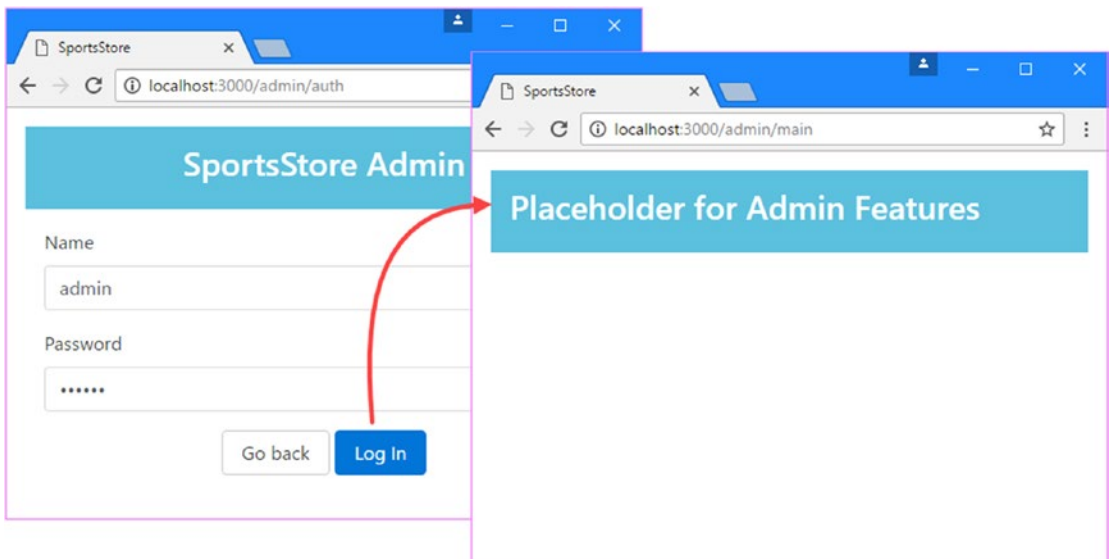 SportsStore
localhost:3000/admin/auth
SportsStore Admin
Name
admin
Password
••••••
Go back
Log In
SportsStore
localhost:3000/admin/main
Placeholder for Admin Features